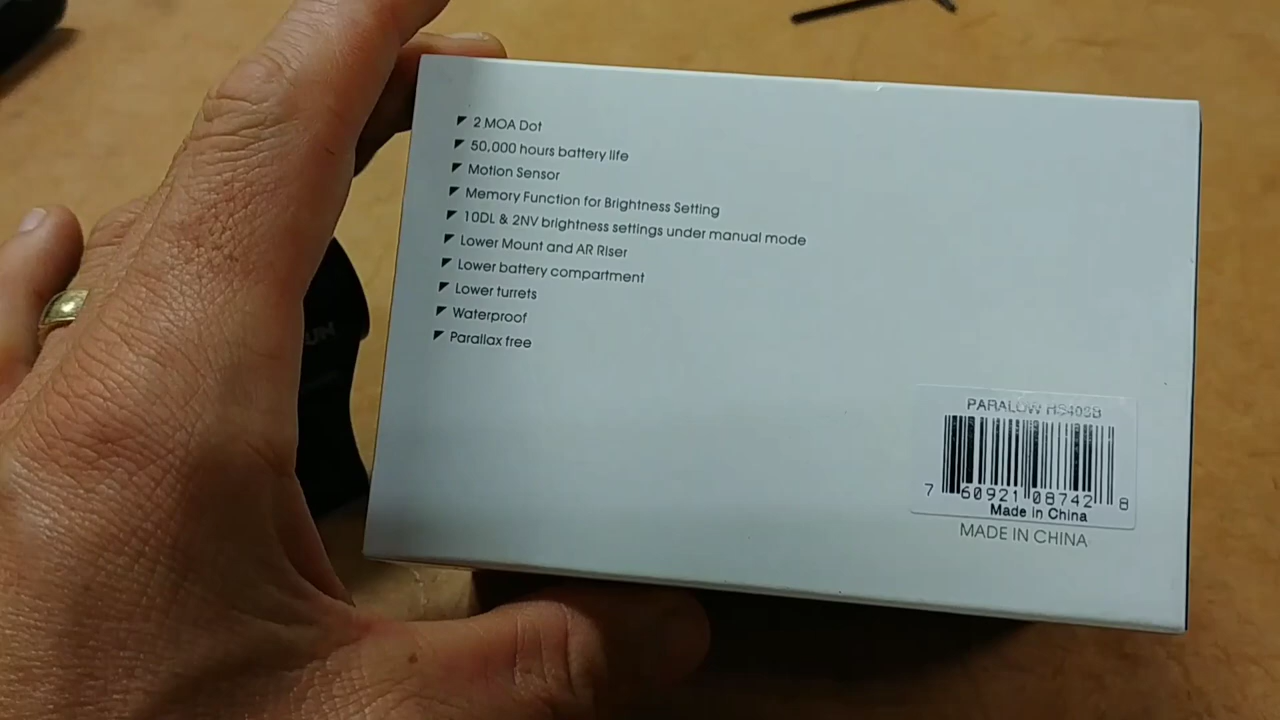 2 MOA Dot
50,000 hours battery life
Motion Sensor
Memory Function for Brightness Setting
10DL & 2NV brightness settings under manual mode
Lower Mount and AR RIser
Lower battery compartment
Lower turrets
Waterproof
Parallax free
PARALOW HS403B
7 60921 08742 8
Made in China
MADE IN CHINA